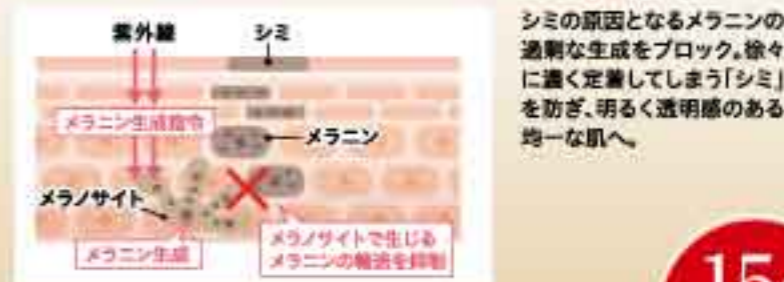 紫外線
シミ
メラニン生成指令
メラニン
メラノサイト
メラニン生成
メラノサイトで生じる
メラニンの輸送を抑制
シミの原因となるメラニンの
過剰な生成をブロック。徐々
に濃く定着してしまう「シミ」
を防ぎ、明るく透明感のある
均一な肌へ。
15